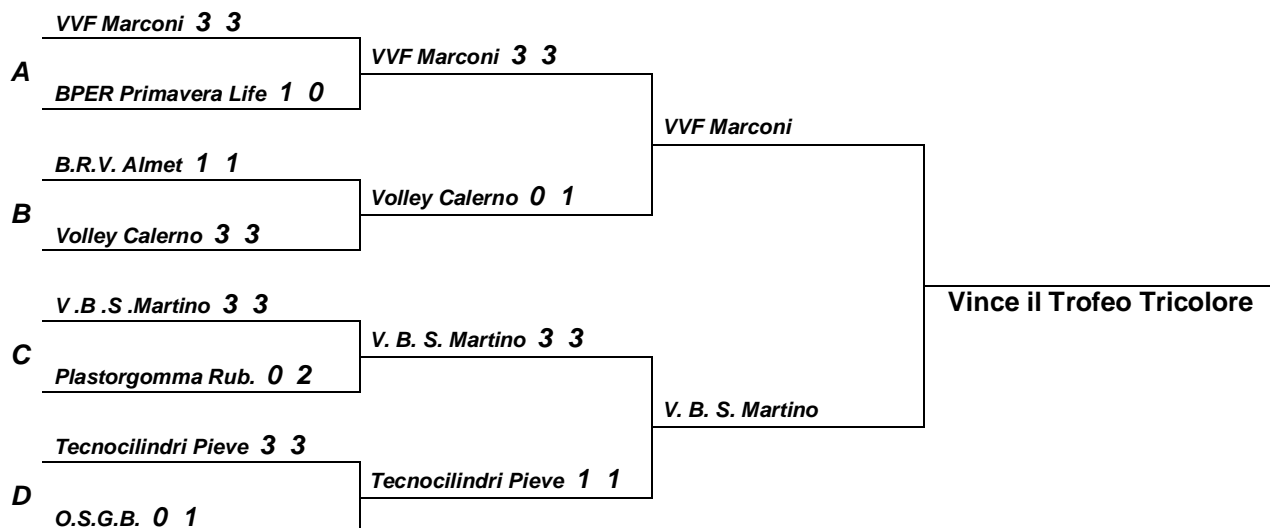 VVF Marconi 3 3
A
BPER Primavera Life 1 0
VVF Marconi 3 3
B.R.V. Almet 1 1
B
Volley Calerno 3 3
Volley Calerno 0 1
VVF Marconi
V .B .S .Martino 3 3
C
Plastorgomma Rub. 0 2
V. B. S. Martino 3 3
Tecnocilindri Pieve 3 3
D
O.S.G.B. 0 1
Tecnocilindri Pieve 1 1
V. B. S. Martino
Vince il Trofeo Tricolore